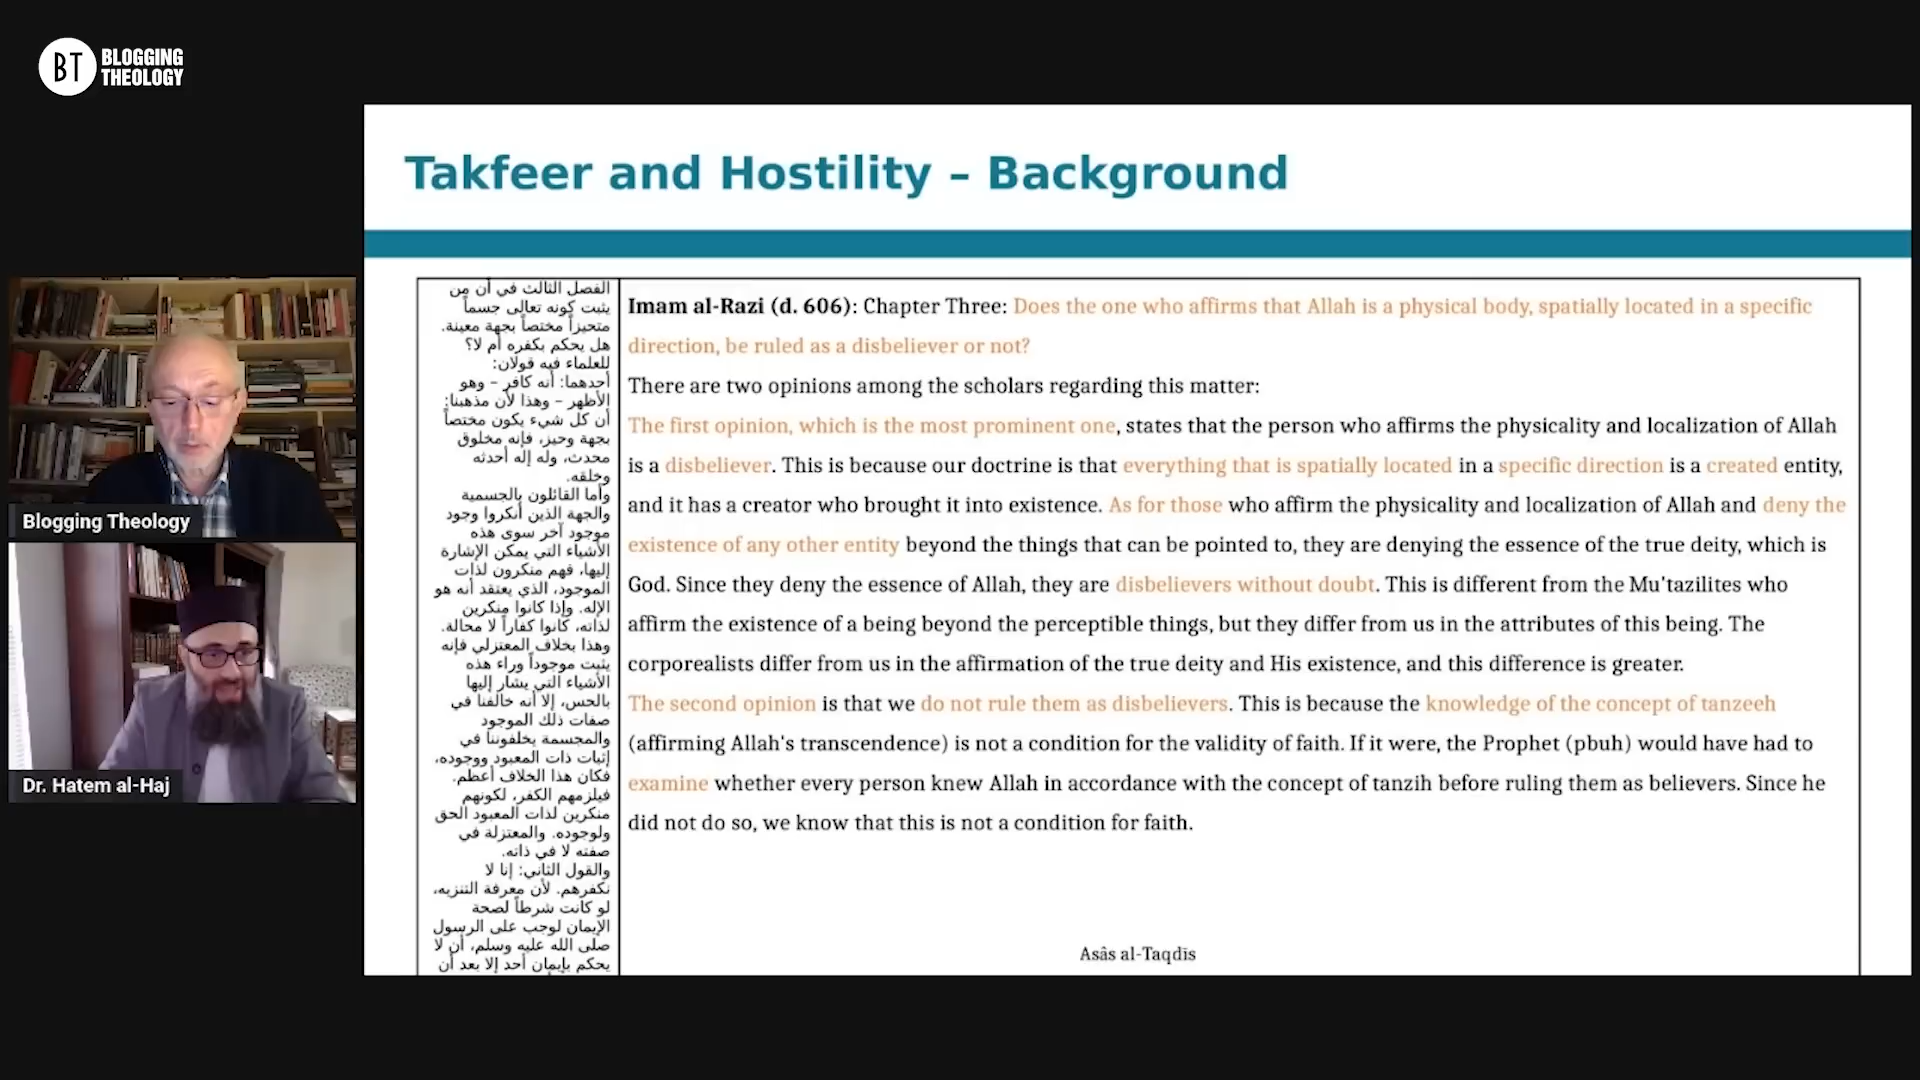 BT BLOGGING
THEOLOGY
Takfeer and Hostility – Background
الفصل الثالث في أن من
يثبت كونه تعالى جسماً
متحيزاً مختصاً بجهة معينة.
هل يحكم بكفره أم لا؟
للعلماء فيه قولان:
أحدهما: أنه كافر – وهو
الأظهر – وهذا لأن مذهبنا:
أن كل شيء يكون مختصاً
بجهة وحيز، فإنه مخلوق
محدث، وله إله أحدثه
وخلقه.
وأما القائلون بالجسمية
والجهة الذين أنكروا وجود
موجود آخر سوى هذه
الأشياء التي يمكن الإشارة
إليها، فهم منكرون لذات
الموجود، الذي يعتقد أنه هو
الإله. وإذا كانوا منكرين
لذاته، كانوا كفاراً لا محالة.
وهذا بخلاف المعتزلي فإنه
يثبت موجوداً وراء هذه
الأشياء التي يشار إليها
بالحس، إلا أنه خالفنا في
صفات ذلك الموجود
والمجسمة يخلفوننا في
إثبات ذات المعبود ووجوده،
فكان هذا الخلاف أعظم.
فيلزمهم الكفر، لكونهم
منكرين لذات المعبود الحق
ولوجوده. والمعتزلة في
صفته لا في ذاته.
والقول الثاني: إنا لا
نكفرهم. لأن معرفة التنزيه،
لو كانت شرطاً لصحة
الإيمان لوجب على الرسول
صلى الله عليه وسلم، أن لا
يحكم بإيمان أحد إلا بعد أن
Imam al-Razi (d. 606): Chapter Three: Does the one who affirms that Allah is a physical body, spatially located in a specific
direction, be ruled as a disbeliever or not?
There are two opinions among the scholars regarding this matter:
The first opinion, which is the most prominent one, states that the person who affirms the physicality and localization of Allah
is a disbeliever. This is because our doctrine is that everything that is spatially located in a specific direction is a created entity,
and it has a creator who brought it into existence. As for those who affirm the physicality and localization of Allah and deny the
existence of any other entity beyond the things that can be pointed to, they are denying the essence of the true deity, which is
God. Since they deny the essence of Allah, they are disbelievers without doubt. This is different from the Mu'tazilites who
affirm the existence of a being beyond the perceptible things, but they differ from us in the attributes of this being. The
corporealists differ from us in the affirmation of the true deity and His existence, and this difference is greater.
The second opinion is that we do not rule them as disbelievers. This is because the knowledge of the concept of tanzeeh
(affirming Allah's transcendence) is not a condition for the validity of faith. If it were, the Prophet (pbuh) would have had to
examine whether every person knew Allah in accordance with the concept of tanzih before ruling them as believers. Since he
did not do so, we know that this is not a condition for faith.
Asâs al-Taqdīs
Blogging Theology
Dr. Hatem al-Haj